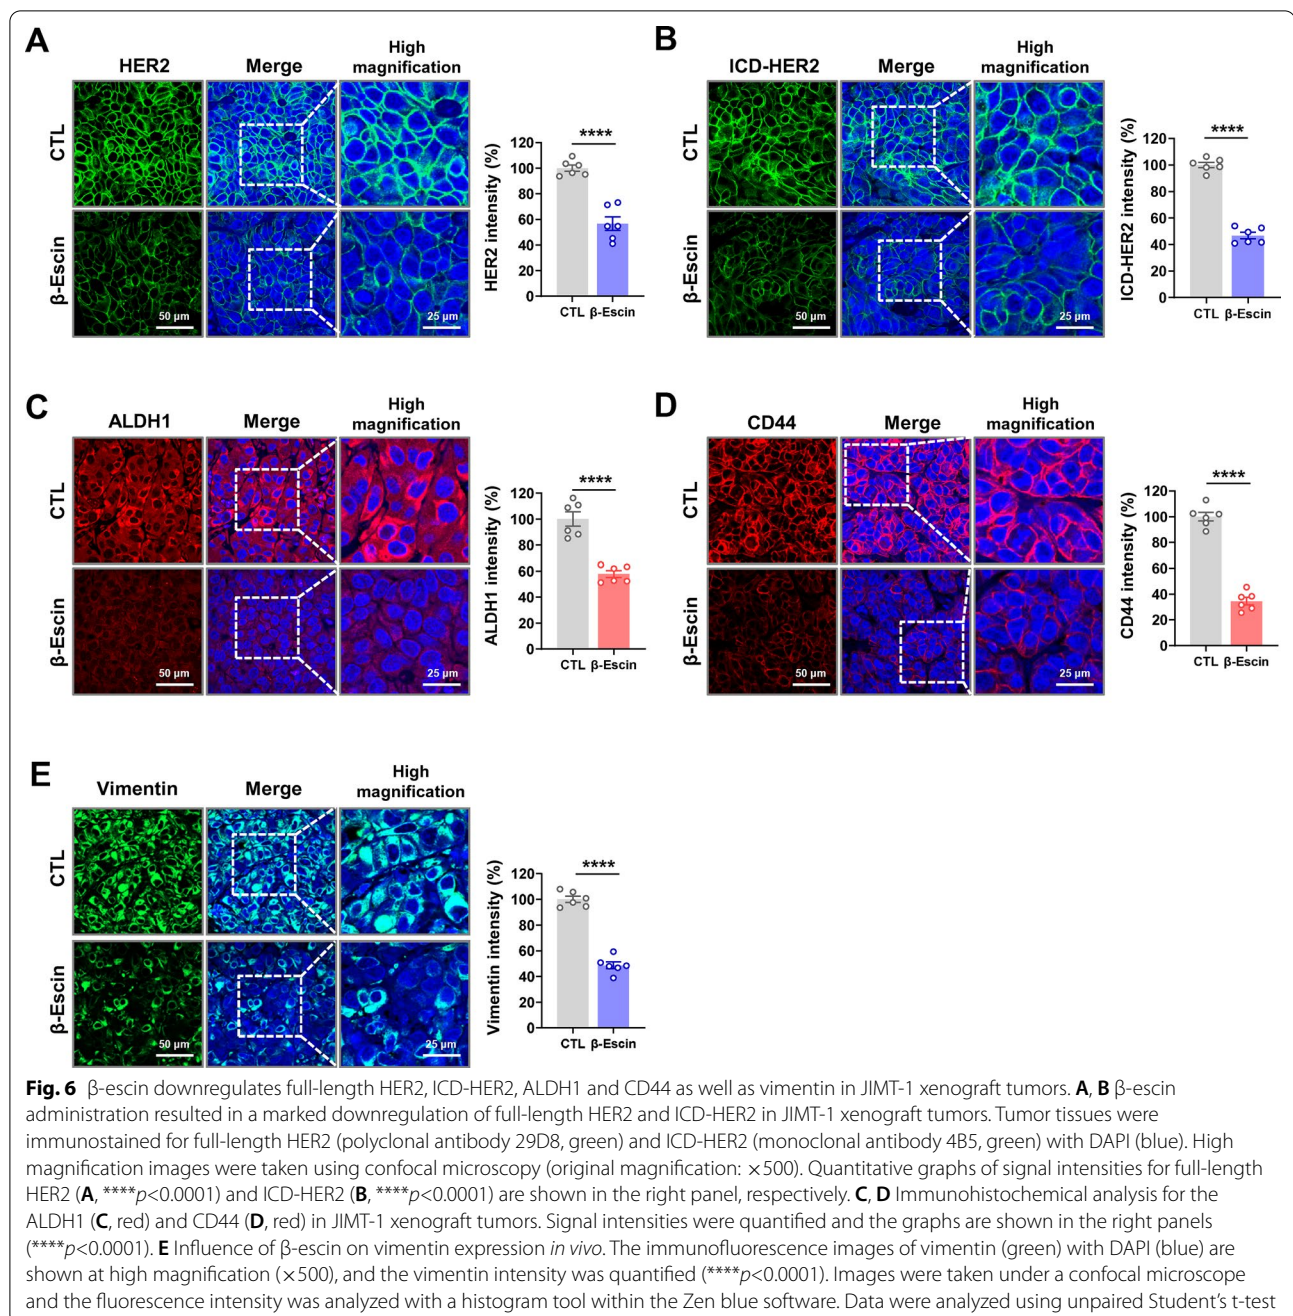 A
HER2
Merge
High
magnification
CTL
β-Escin
50 µm
25 µm
****
HER2 intensity (%)
120
100
80
60
40
20
0
CTL β-Escin
B
ICD-HER2
Merge
High
magnification
CTL
β-Escin
50 µm
25 µm
****
ICD-HER2 intensity (%)
120
100
80
60
40
20
0
CTL β-Escin
C
ALDH1
Merge
High
magnification
CTL
β-Escin
50 µm
25 µm
****
ALDH1 intensity (%)
120
100
80
60
40
20
0
CTL β-Escin
D
CD44
Merge
High
magnification
CTL
β-Escin
50 µm
25 µm
****
CD44 intensity (%)
120
100
80
60
40
20
0
CTL β-Escin
E
Vimentin
Merge
High
magnification
CTL
β-Escin
50 µm
25 µm
****
Vimentin intensity (%)
120
100
80
60
40
20
0
CTL β-Escin
Fig. 6 β-escin downregulates full-length HER2, ICD-HER2, ALDH1 and CD44 as well as vimentin in JIMT-1 xenograft tumors. A, B β-escin
administration resulted in a marked downregulation of full-length HER2 and ICD-HER2 in JIMT-1 xenograft tumors. Tumor tissues were
immunostained for full-length HER2 (polyclonal antibody 29D8, green) and ICD-HER2 (monoclonal antibody 4B5, green) with DAPI (blue). High
magnification images were taken using confocal microscopy (original magnification: ×500). Quantitative graphs of signal intensities for full-length
HER2 (A, ****p<0.0001) and ICD-HER2 (B, ****p<0.0001) are shown in the right panel, respectively. C, D Immunohistochemical analysis for the
ALDH1 (C, red) and CD44 (D, red) in JIMT-1 xenograft tumors. Signal intensities were quantified and the graphs are shown in the right panels
(****p<0.0001). E Influence of β-escin on vimentin expression in vivo. The immunofluorescence images of vimentin (green) with DAPI (blue) are
shown at high magnification (×500), and the vimentin intensity was quantified (****p<0.0001). Images were taken under a confocal microscope
and the fluorescence intensity was analyzed with a histogram tool within the Zen blue software. Data were analyzed using unpaired Student's t-test